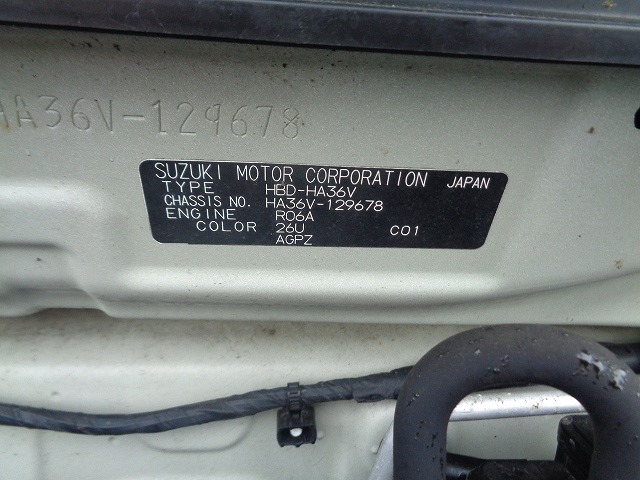 HA36V-129678
SUZUKI MOTOR CORPORATION JAPAN
TYPE HBD-HA36V
CHASSIS NO. HA36V-129678
ENGINE R06A
COLOR 26U C01
AGPZ